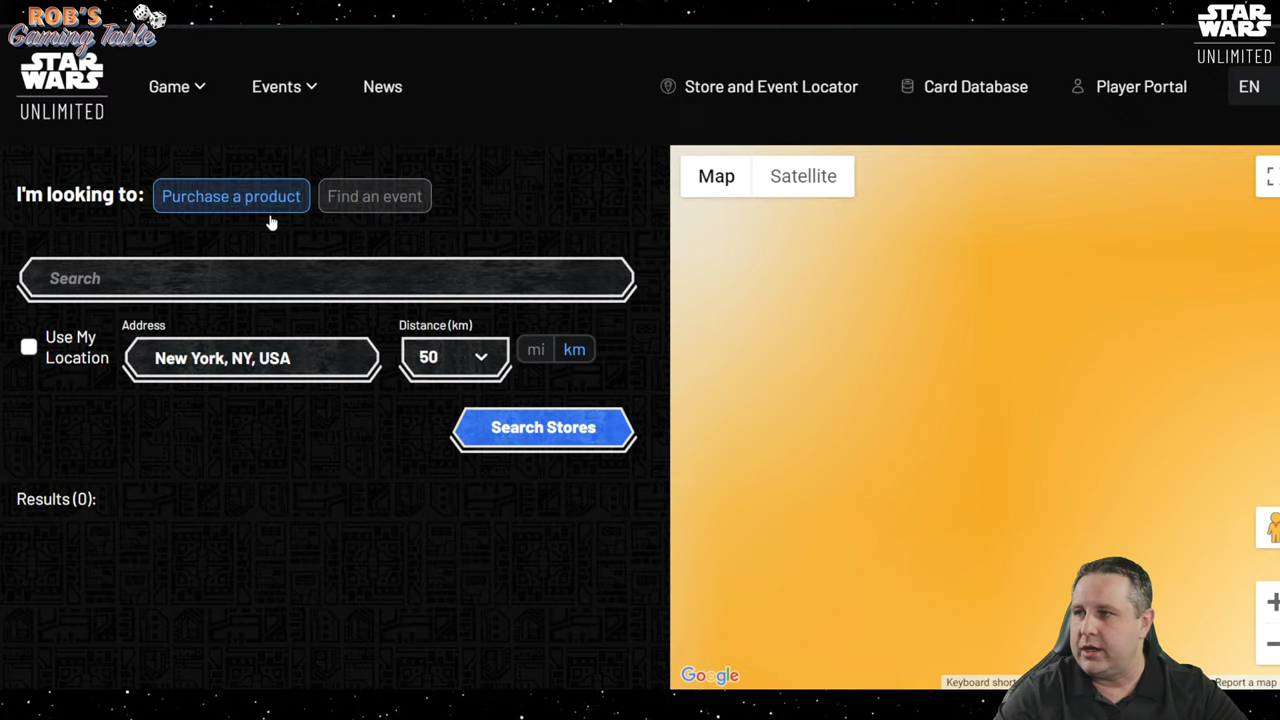 ROB'S
Gaming Table
STAR
WARS
UNLIMITED
STAR
WARS
UNLIMITED
Game
Events
News
Store and Event Locator
Card Database
Player Portal
EN
I'm looking to:
Purchase a product
Find an event
Map
Satellite
Search
Use My
Location
Address
New York, NY, USA
Distance (km)
50
mi
km
Search Stores
Results (0):
Google
Keyboard short
Report a map